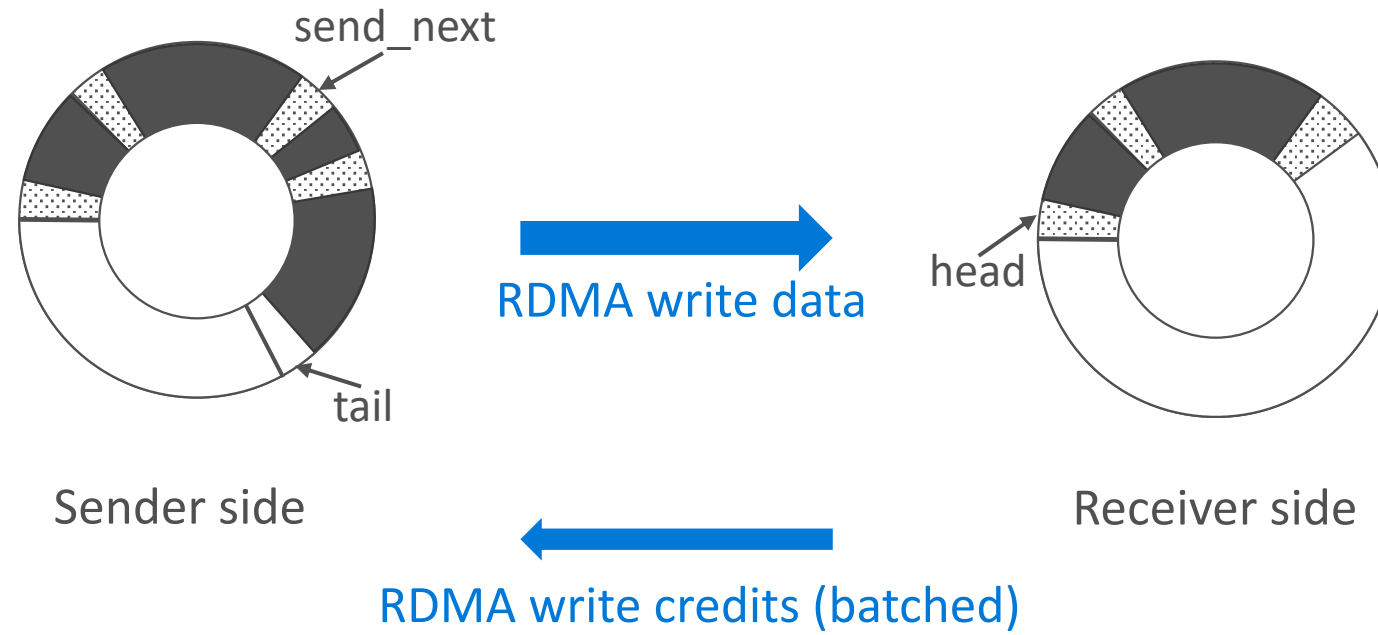 send_next
RDMA write data
head
tail
Sender side
Receiver side
RDMA write credits (batched)